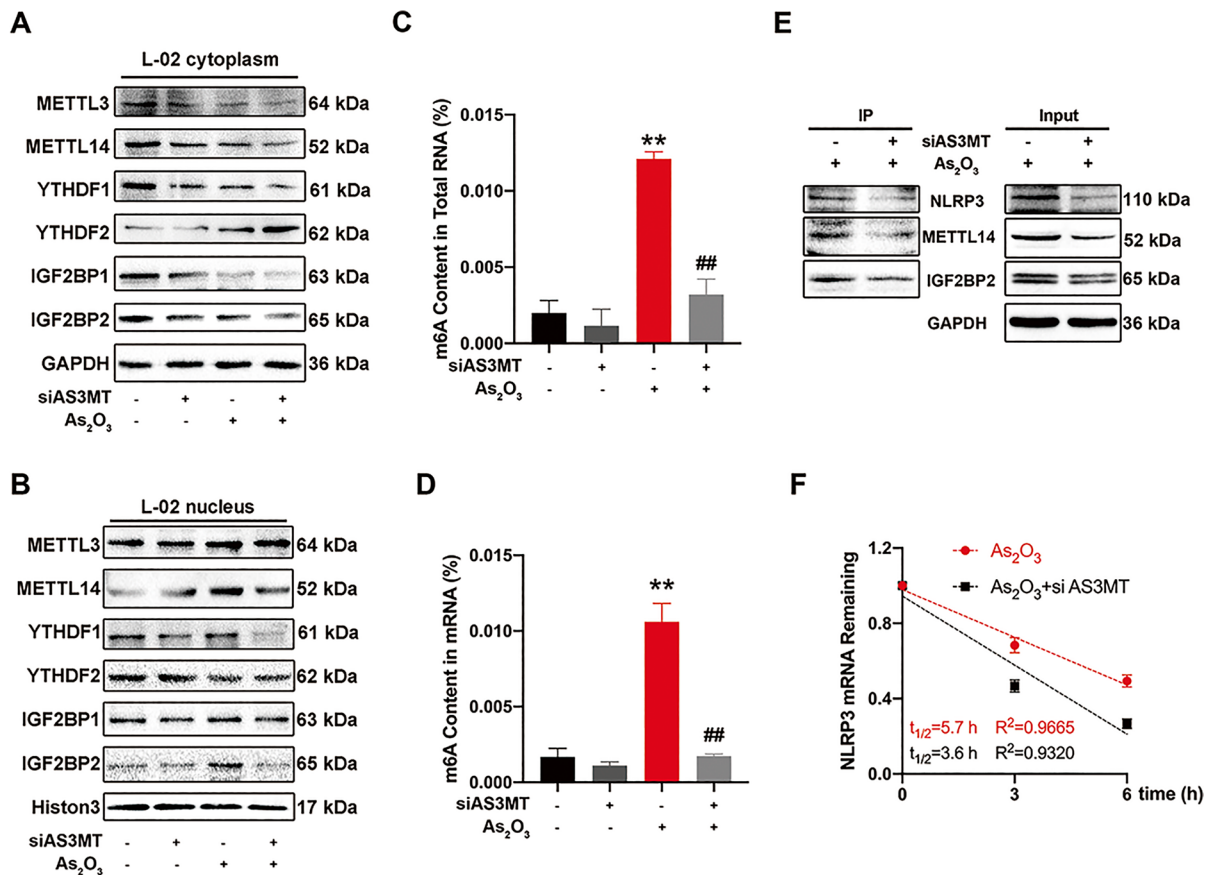 A
L-02 cytoplasm
METTL3 64 kDa
METTL14 52 kDa
YTHDF1 61 kDa
YTHDF2 62 kDa
IGF2BP1 63 kDa
IGF2BP2 65 kDa
GAPDH 36 kDa
siAS3MT - + - +
As₂O₃ - - + +
B
L-02 nucleus
METTL3 64 kDa
METTL14 52 kDa
YTHDF1 61 kDa
YTHDF2 62 kDa
IGF2BP1 63 kDa
IGF2BP2 65 kDa
Histon3 17 kDa
siAS3MT - + - +
As₂O₃ - - + +
C
m6A Content in Total RNA (%)
0.015
0.010
0.005
0.000
**
##
siAS3MT - + - +
As₂O₃ - - + +
D
m6A Content in mRNA (%)
0.015
0.010
0.005
0.000
**
##
siAS3MT - + - +
As₂O₃ - - + +
E
IP Input
- + siAS3MT - +
+ + As₂O₃ + +
NLRP3 110 kDa
METTL14 52 kDa
IGF2BP2 65 kDa
GAPDH 36 kDa
F
NLRP3 mRNA Remaining
1.2
0.8
0.4
0.0
As₂O₃
As₂O₃+si AS3MT
t1/2=5.7 h R²=0.9665
t1/2=3.6 h R²=0.9320
0 3 6 time (h)